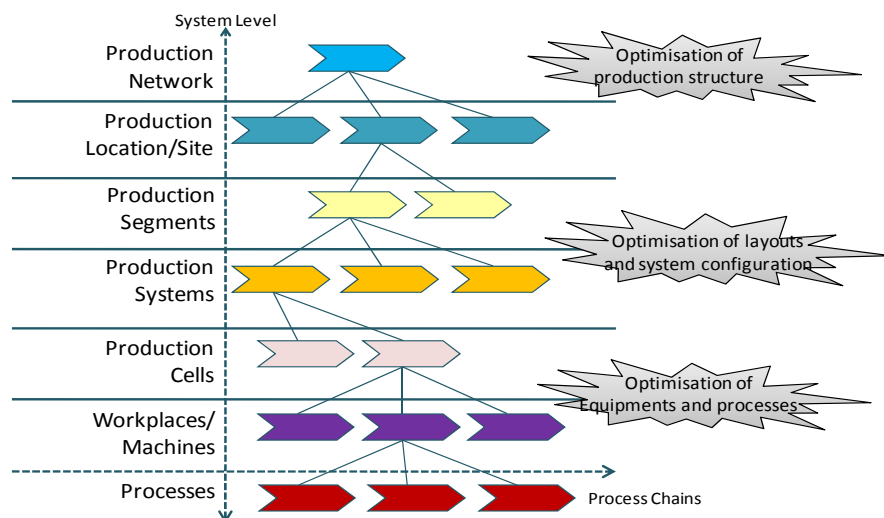 System Level
Production
Network
Optimisation of
production structure
Production
Location/Site
Production
Segments
Optimisation of layouts
and system configuration
Production
Systems
Production
Cells
Optimisation of
Equipments and processes
Workplaces/
Machines
Processes
Process Chains